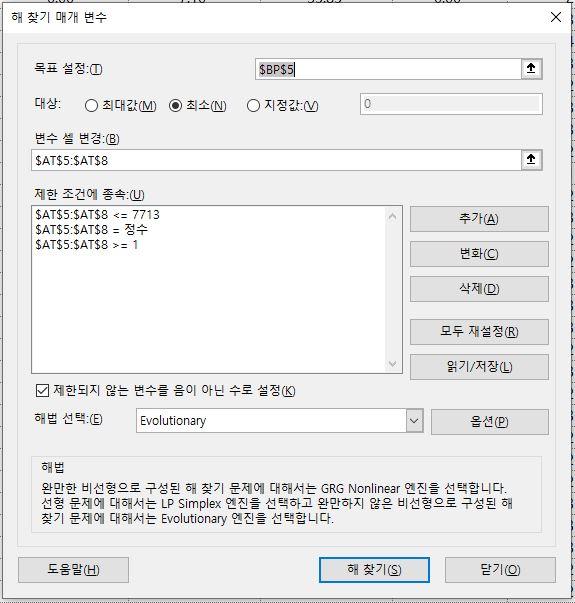 해 찾기 매개 변수
목표 설정:(T)
$BP$5
대상:
최대값(M)
최소(N)
지정값:(V)
0
변수 셀 변경:(B)
$AT$5:$AT$8
제한 조건에 종속:(U)
$AT$5:$AT$8 <= 7713
$AT$5:$AT$8 = 정수
$AT$5:$AT$8 >= 1
추가(A)
변화(C)
삭제(D)
모두 재설정(R)
읽기/저장(L)
제한되지 않는 변수를 음이 아닌 수로 설정(K)
해법 선택:(E)
Evolutionary
옵션(P)
해법
완만한 비선형으로 구성된 해 찾기 문제에 대해서는 GRG Nonlinear 엔진을 선택합니다.
선형 문제에 대해서는 LP Simplex 엔진을 선택하고 완만하지 않은 비선형으로 구성된 해
찾기 문제에 대해서는 Evolutionary 엔진을 선택합니다.
도움말(H)
해 찾기(S)
닫기(O)